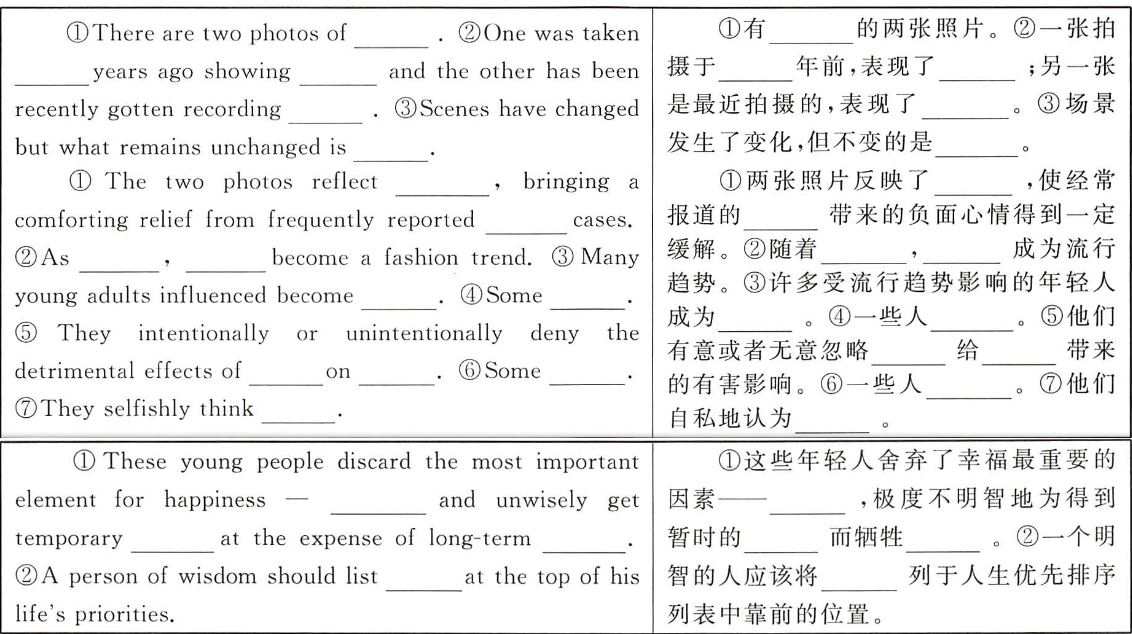 ①There are two photos of ______ . ②One was taken
______ years ago showing ______ and the other has been
recently gotten recording ______ . ③Scenes have changed
but what remains unchanged is ______.
① The two photos reflect ______ , bringing a
comforting relief from frequently reported ______ cases.
②As ______ , ______ become a fashion trend. ③ Many
young adults influenced become ______ . ④Some ______ .
⑤ They intentionally or unintentionally deny the
detrimental effects of ______on ______ . ⑥Some ______ .
⑦They selfishly think ______ .
①有______的两张照片。②一张拍
摄于______年前,表现了______ ;另一张
是最近拍摄的,表现了______。③场景
发生了变化,但不变的是______。
①两张照片反映了______ ,使经常
报道的______ 带来的负面心情得到一定
缓解。②随着______ ,______ 成为流行
趋势。③许多受流行趋势影响的年轻人
成为______ 。④一些人______ 。⑤他们
有意或者无意忽略______ 给______ 带来
的有害影响。⑥一些人______。⑦他们
自私地认为______ 。
① These young people discard the most important
element for happiness — ______ and unwisely get
temporary ______ at the expense of long-term ______ .
②A person of wisdom should list ______ at the top of his
life's priorities.
①这些年轻人舍弃了幸福最重要的
因素——______ ,极度不明智地为得到
暂时的______ 而牺牲______ 。②一个明
智的人应该将______ 列于人生优先排序
列表中靠前的位置。